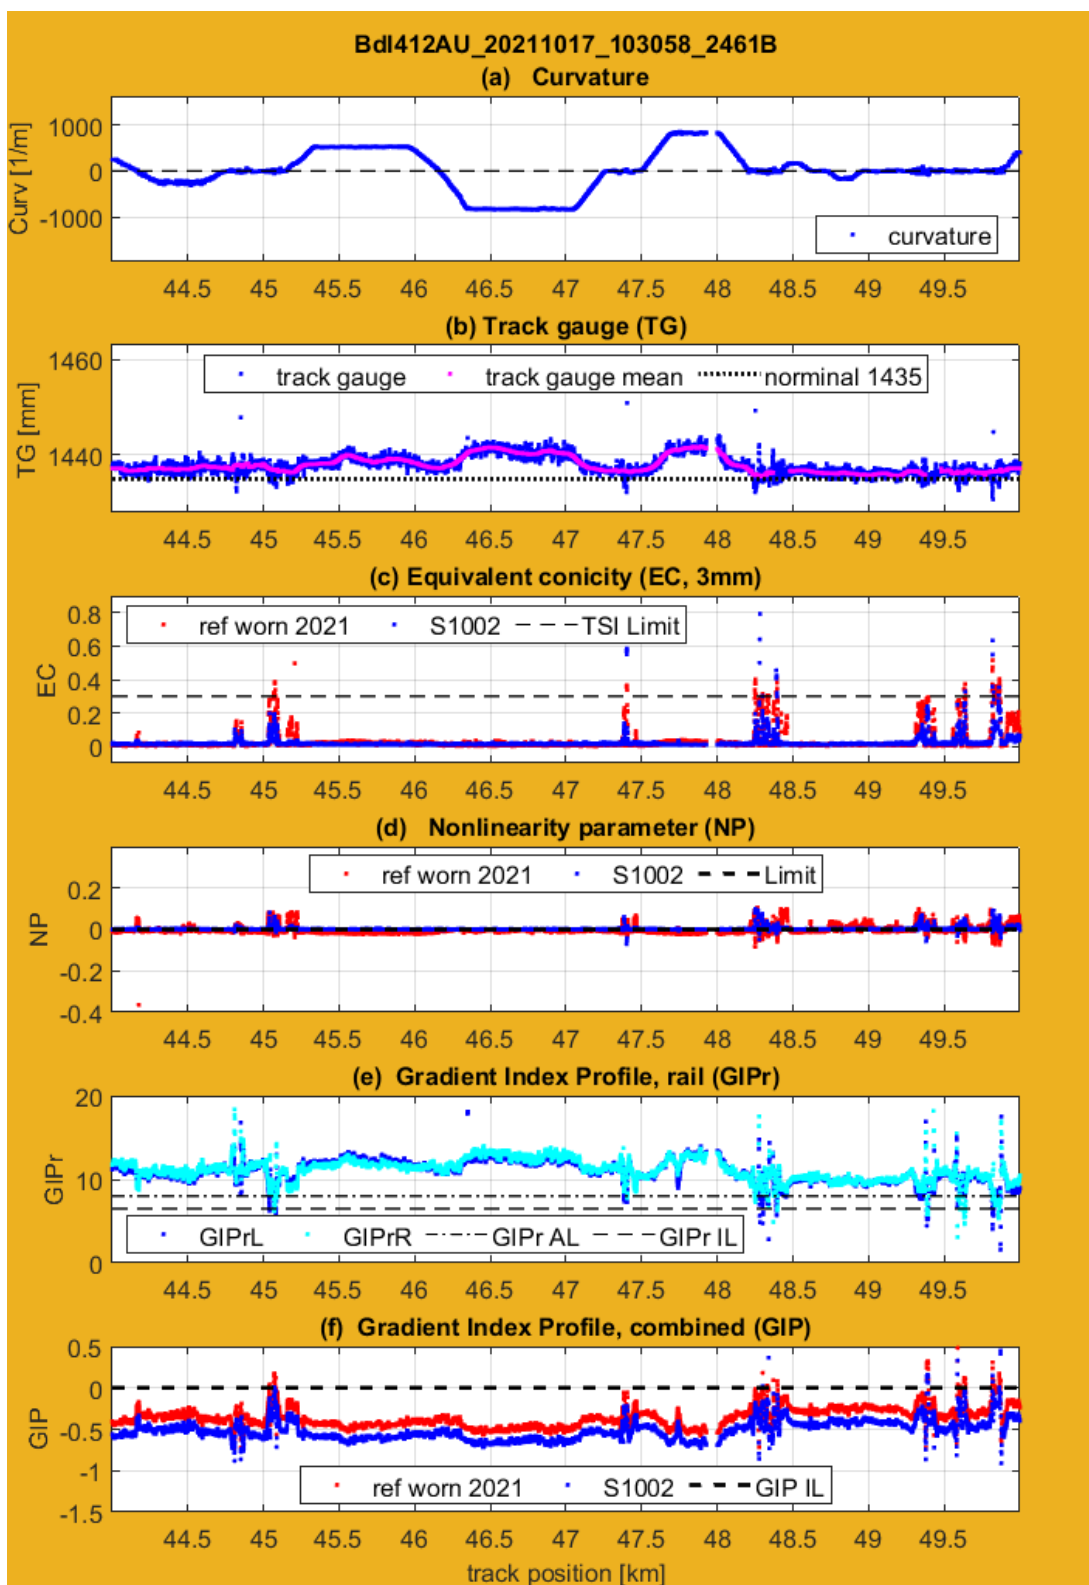 Bdl412AU_20211017_103058_2461B
(a) Curvature
Curv [1/m]
1000
0
-1000
curvature
44.5 45 45.5 46 46.5 47 47.5 48 48.5 49 49.5
(b) Track gauge (TG)
TG [mm]
1460
1440
track gauge track gauge mean norminal 1435
44.5 45 45.5 46 46.5 47 47.5 48 48.5 49 49.5
(c) Equivalent conicity (EC, 3mm)
EC
0.8
0.6
0.4
0.2
0
ref worn 2021 S1002 TSI Limit
44.5 45 45.5 46 46.5 47 47.5 48 48.5 49 49.5
(d) Nonlinearity parameter (NP)
NP
0.2
0
-0.2
-0.4
ref worn 2021 S1002 Limit
44.5 45 45.5 46 46.5 47 47.5 48 48.5 49 49.5
(e) Gradient Index Profile, rail (GIPr)
GIPr
20
10
0
GIPrL GIPrR GIPr AL GIPr IL
44.5 45 45.5 46 46.5 47 47.5 48 48.5 49 49.5
(f) Gradient Index Profile, combined (GIP)
GIP
0.5
0
-0.5
-1
-1.5
ref worn 2021 S1002 GIP IL
44.5 45 45.5 46 46.5 47 47.5 48 48.5 49 49.5
track position [km]